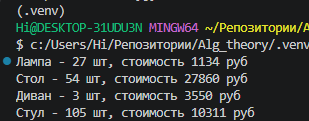 (.venv)
Hi@DESKTOP-31UDU3N MINGW64 ~/Репозитории/A
$ c:/Users/Hi/Репозитории/Alg_theory/.ven
Лампа - 27 шт, стоимость 1134 руб
Стол - 54 шт, стоимость 27860 руб
Диван - 3 шт, стоимость 3550 руб
Стул - 105 шт, стоимость 10311 руб